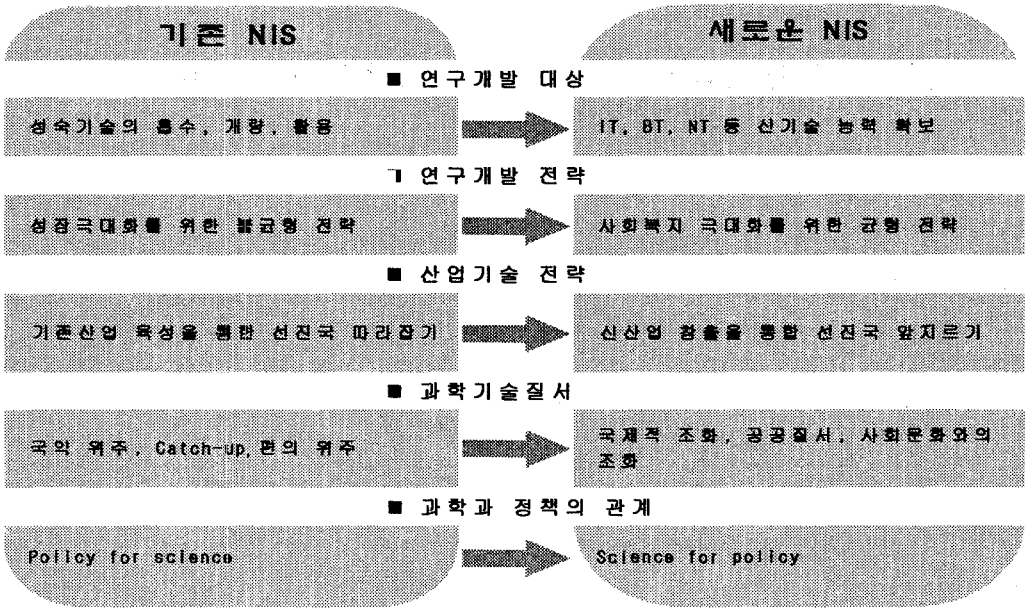 기존 NIS
새로운 NIS
■ 연구개발 대상
성숙기술의 흡수, 개량, 활용
IT, BT, NT 등 신기술 능력 확보
연구개발 전략
성장극대화를 위한 불균형 전략
사회복지 극대화를 위한 균형 전략
■ 산업기술 전략
기존산업 육성을 통한 선진국 따라잡기
신산업 창출을 통합 선진국 앞지르기
■ 과학기술질서
위주, Catch-up, 편의 위주
국제적 조화, 공공질서, 사회문화와의
조화
■ 과학과 정책의 관계
Policy for science
Science for policy